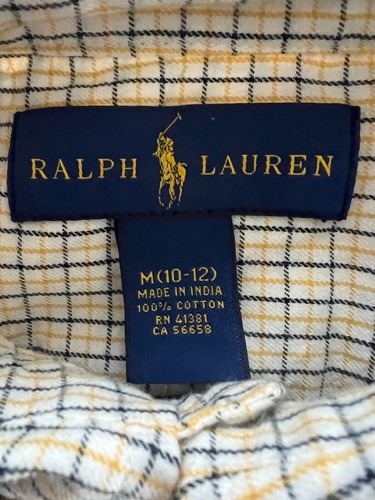 RALPH LAUREN
M(10-12)
MADE IN INDIA
100% COTTON
RN 41381
CA 56658